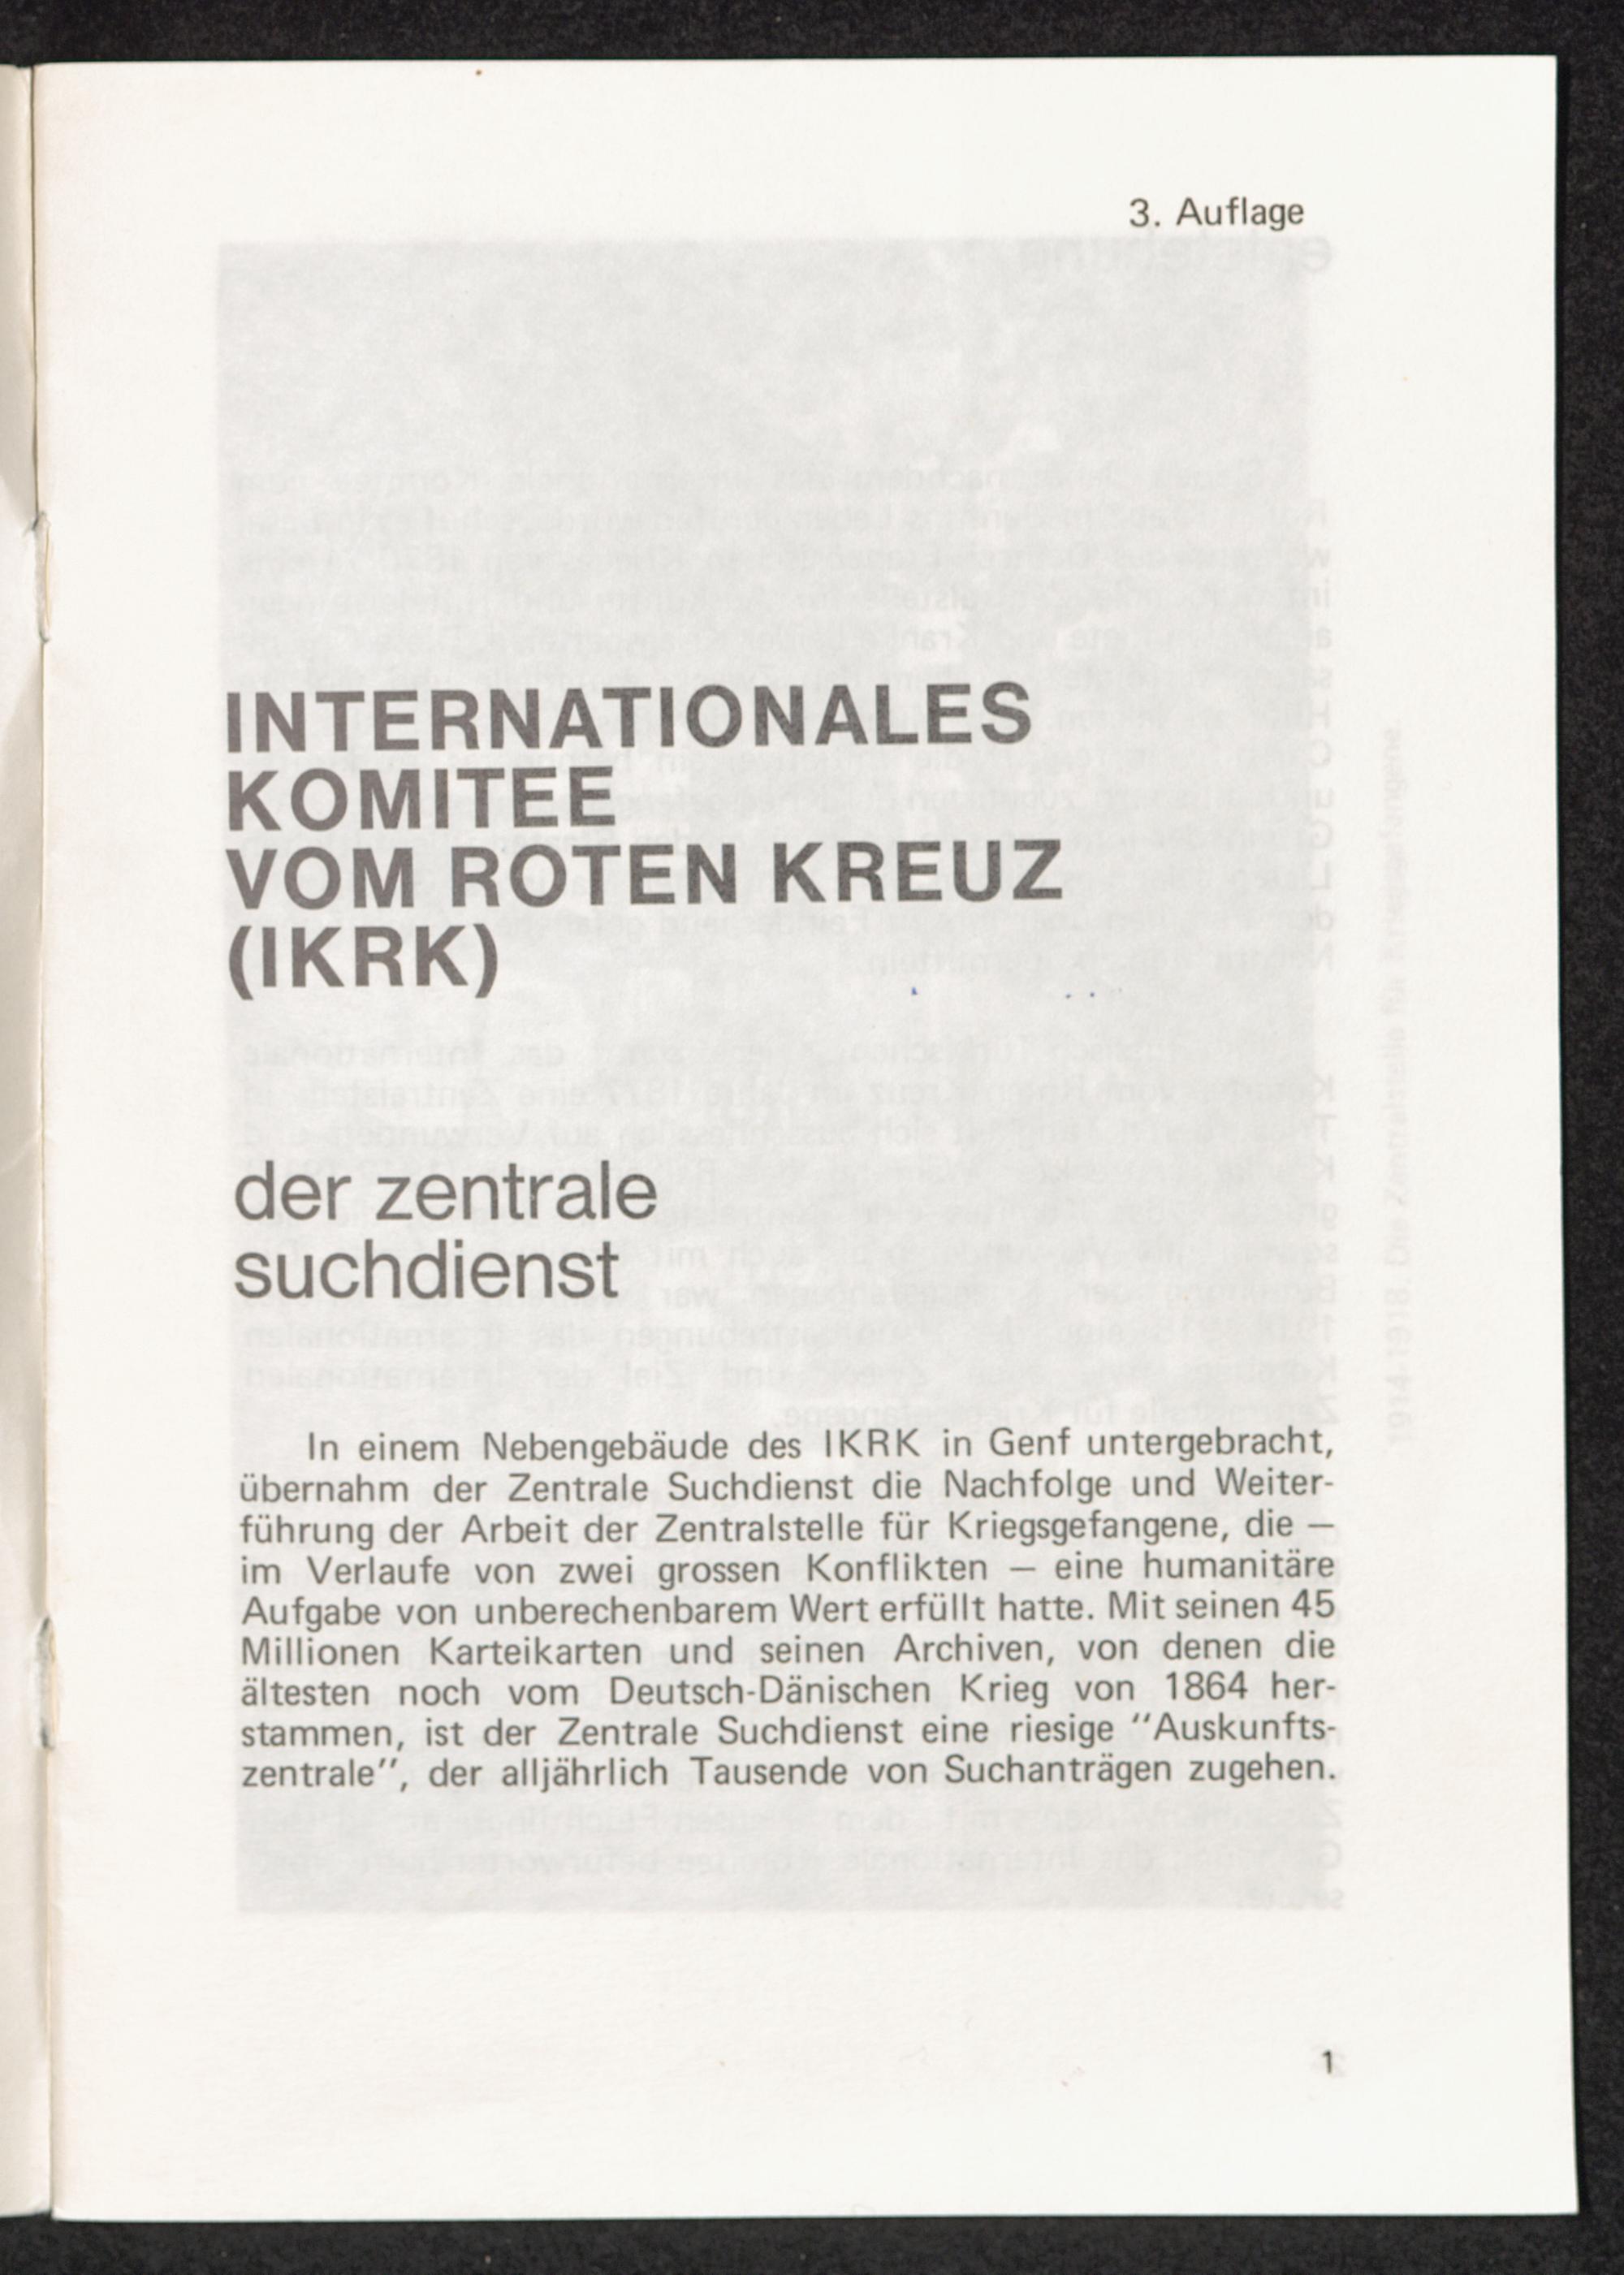 3. Auflage
INTERNATIONALES
KOMITEE
VOM ROTEN KREUZ
(IKRK)
der zentrale
suchdienst
In einem Nebengebäude des IKRK in Genf untergebracht,
übernahm der Zentrale Suchdienst die Nachfolge und Weiter-
führung der Arbeit der Zentralstelle für Kriegsgefangene, die —
im Verlaufe von zwei grossen Konflikten — eine humanitäre
Aufgabe von unberechenbarem Wert erfüllt hatte. Mit seinen 45
Millionen Karteikarten und seinen Archiven, von denen die
ältesten noch vom Deutsch-Dänischen Krieg von 1864 her-
stammen, ist der Zentrale Suchdienst eine riesige ''Auskunfts-
zentrale'', der alljährlich Tausende von Suchanträgen zugehen.
1